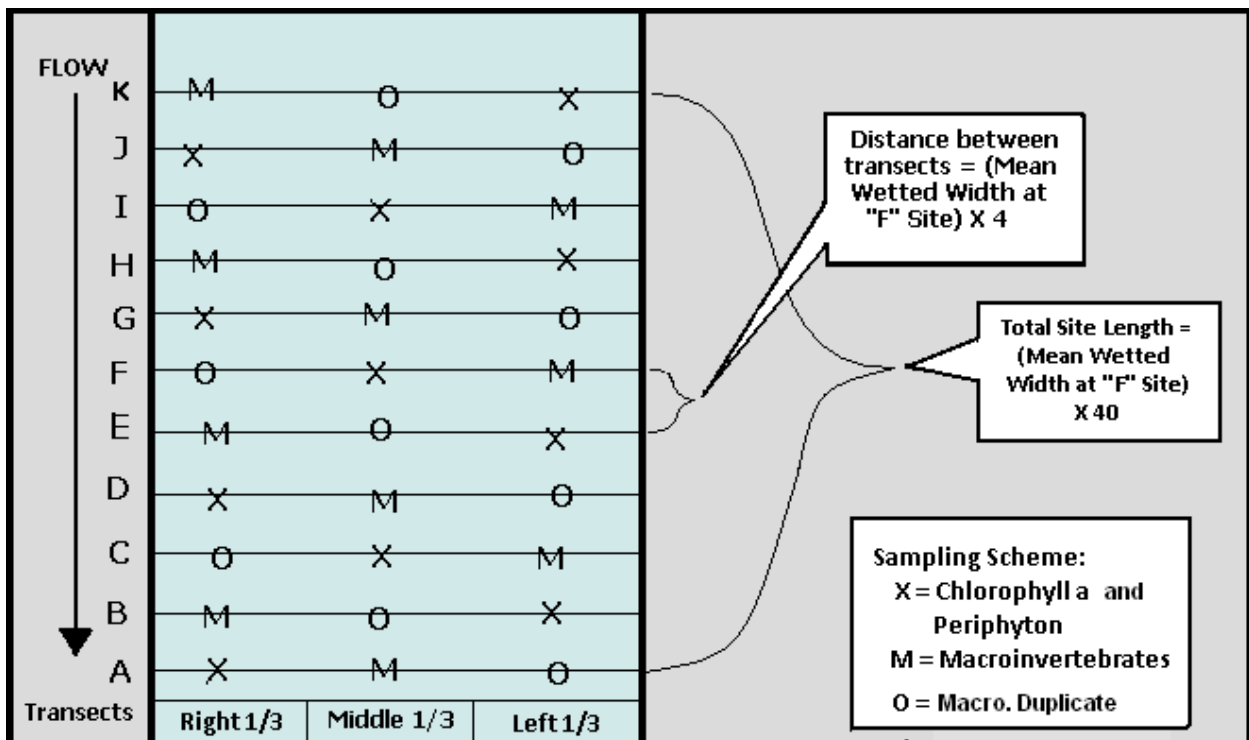 FLOW
K M O X
J X M O
I O X M
H M O X
G X M O
F O X M
E M O X
D X M O
C O X M
B M O X
A X M O
Transects Right 1/3 Middle 1/3 Left 1/3
Distance between
transects = (Mean
Wetted Width at
"F" Site) X 4
Total Site Length =
(Mean Wetted
Width at "F" Site)
X 40
Sampling Scheme:
X = Chlorophyll a and
Periphyton
M = Macroinvertebrates
O = Macro. Duplicate